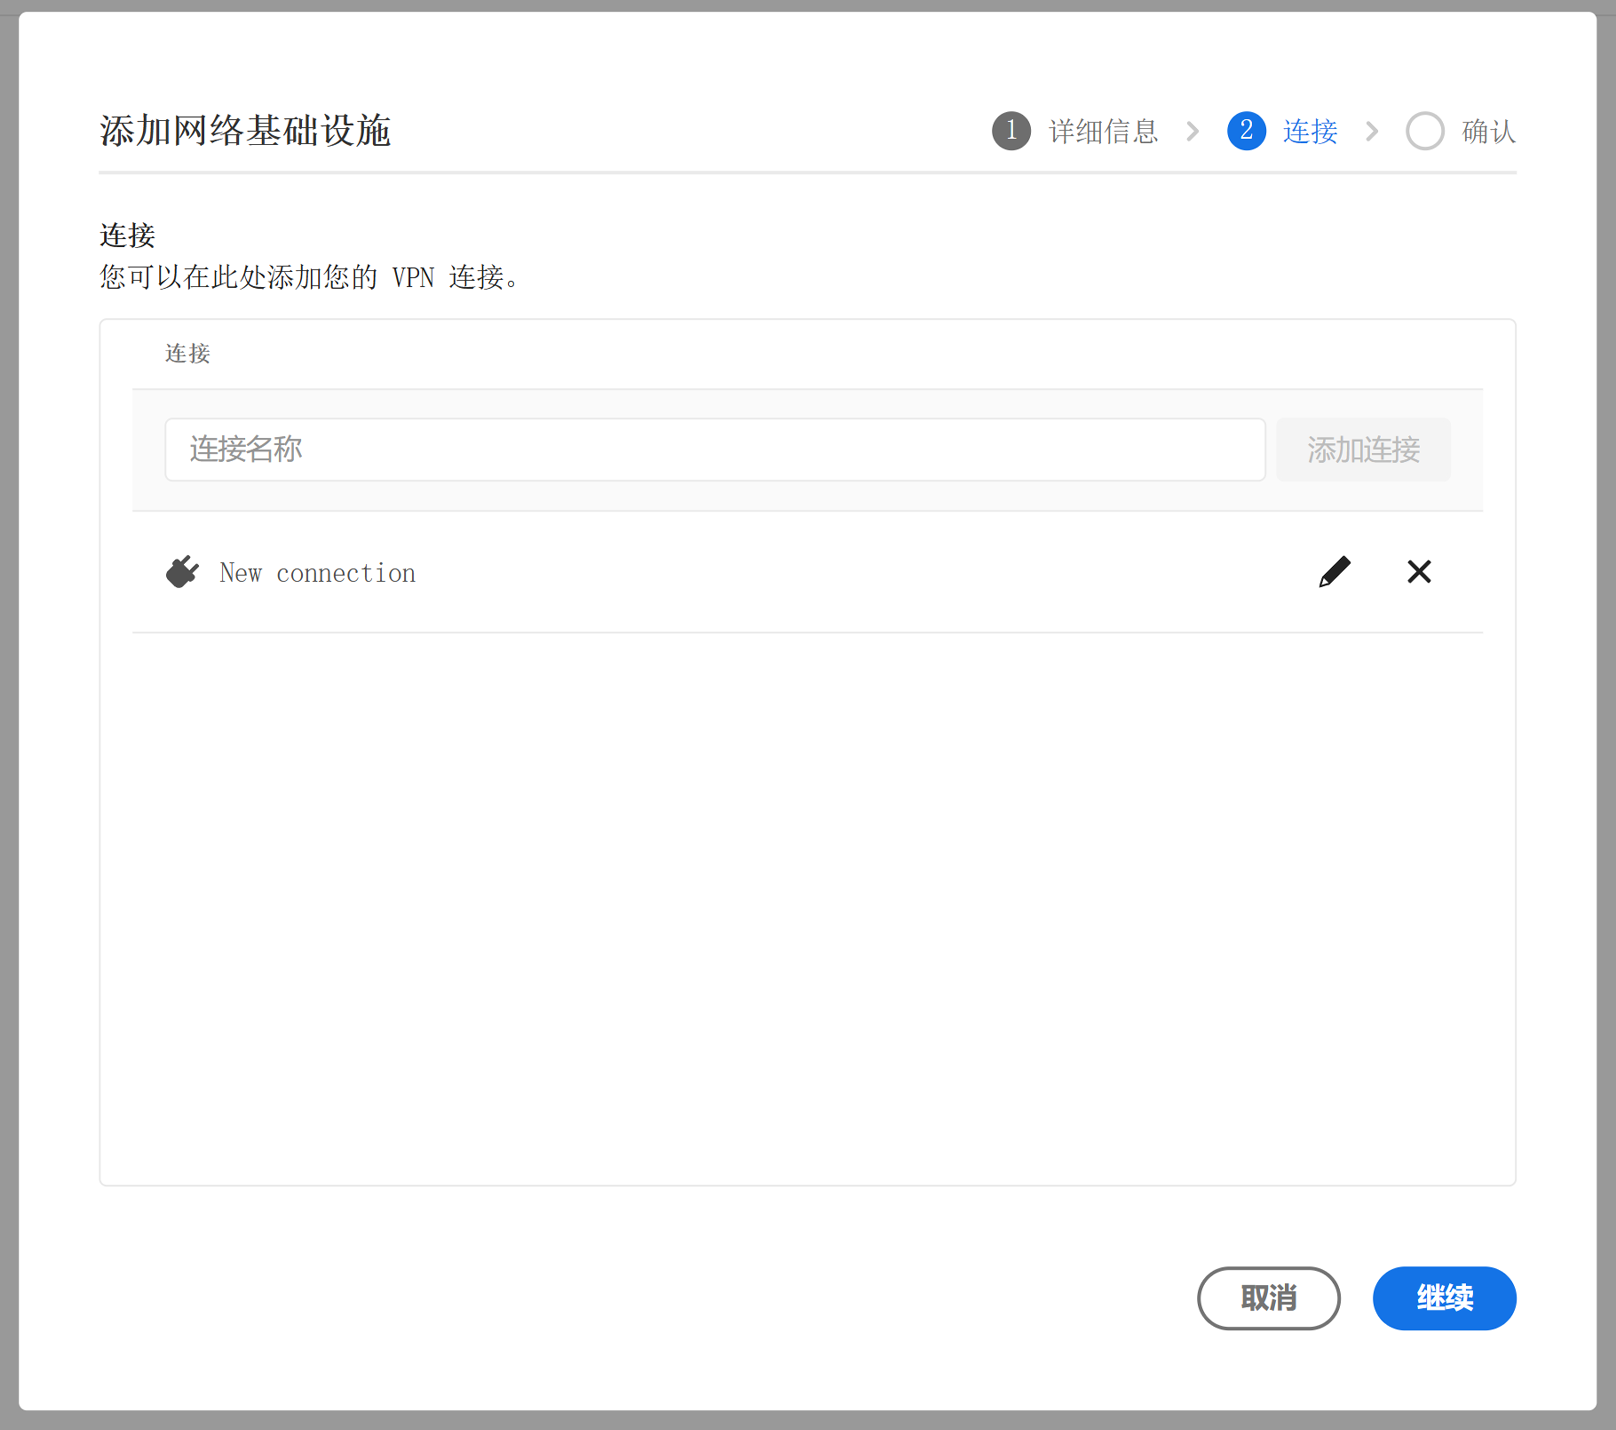 添加网络基础设施
1 详细信息 2 连接 确认
连接
您可以在此处添加您的 VPN 连接。
连接
连接名称 添加连接
New connection
取消 继续